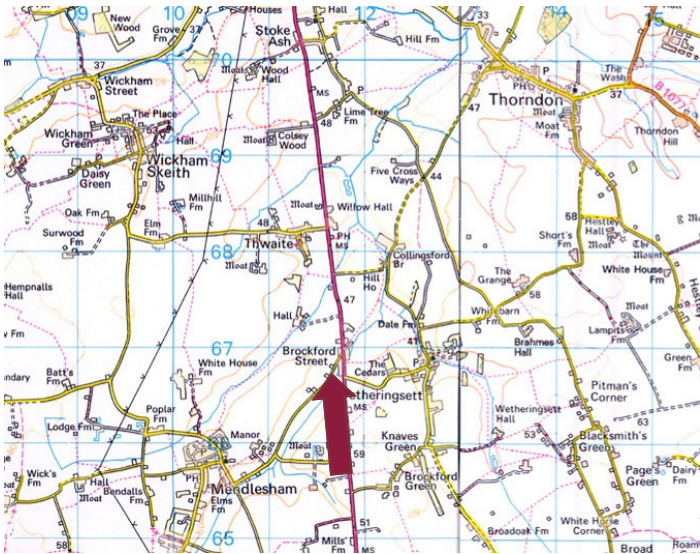 09
10
12
14
5
New
Wood
Grove
Fm
37
Houses
Hall
Stoke
Ash
70
Hill Fm
33
Moat
Wood
Hall
PH
P
The
Wash
Thorndon
37
B1077
Moat
Moat
Fm
Thorndon
Hill
37
Wickham
Street
MS
P
48
Lime Tree
Fm
47
The Place
Wickham
Green
Hall
Colsey
Wood
69
Daisy
Green
Wickham
Skeith
Five Cross
Ways
44
Millhill
Fm
Moat
Willow Hall
Oak Fm
Elm
Fm
48
58
Hestley
Hall
Moat
The
Mount
Surwood
Fm
Thwaite
PH
MS
68
Short's
Fm
Moat
Collingsford
Br
White House
Fm
Hempnalls
Hall
Hill
Ho
The
Grange
58
47
Moat
Hall
Whitebarn
Fm
Dale Fm
Lamprts
Fm
Brahmes
Hall
Green
Fm
67
Brockford
Street
41
P
White House
Fm
The
Cedars
Batt's
Fm
Pitman's
Corner
etheringsett
MS
Wetheringsett
Hall
63
Poplar
Fm
Lodge Fm
Manor
Knaves
Green
53
Moat
59
Blacksmith's
Green
Wick's
Fm
Hall
PH
Moat
Bendalls
Fm
Elms
Fm
Mendlesham
Brockford
Green
Page's
Green
Dairy
Fm
58
65
51
Mills
Fm
MS
Broadoak Fm
White Horse
Corner
Broad
Roam